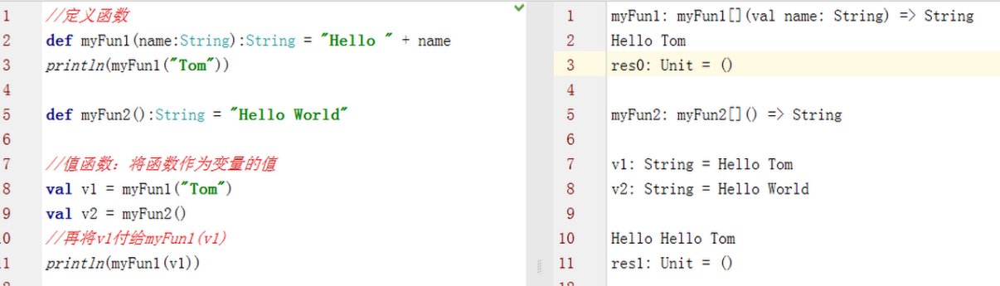 1 //定义函数
2 def myFun1(name:String):String = "Hello " + name
3 println(myFun1("Tom"))
4
5 def myFun2():String = "Hello World"
6
7 //值函数：将函数作为变量的值
8 val v1 = myFun1("Tom")
9 val v2 = myFun2()
0 //再将v1付给myFun1(v1)
1 println(myFun1(v1))
1 myFun1: myFun1[](val name: String) => String
2 Hello Tom
3 res0: Unit = ()
4
5 myFun2: myFun2[]() => String
6
7 v1: String = Hello Tom
8 v2: String = Hello World
9
10 Hello Hello Tom
11 res1: Unit = ()